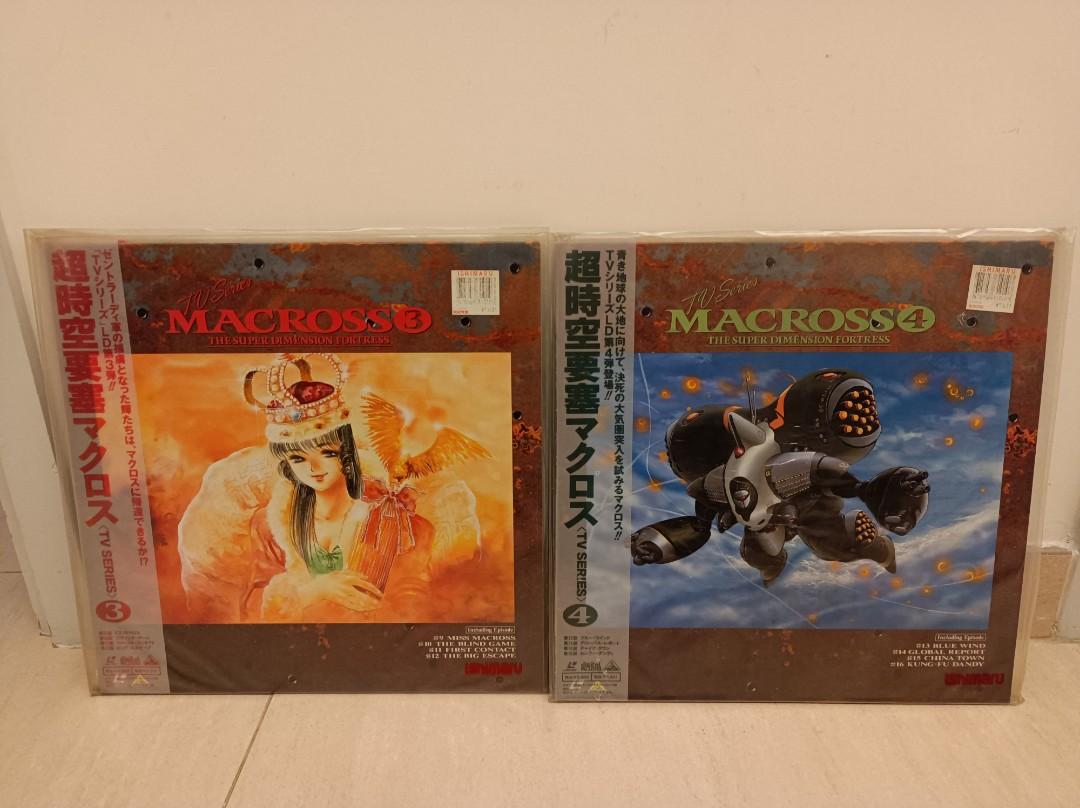 超時空要塞マクロス〈TV SERIES〉3
ゼントラーディ軍の捕虜となった輝たちは、マクロスに帰還できるか!?
「TVシリーズ」LD第3弾!!
TV Series
MACROSS 3
THE SUPER DIMENSION FORTRESS
ISHIMARU
Including Episode
#9 MISS MACROSS
#10 THE BLIND GAME
#11 FIRST CONTACT
#12 THE BIG ESCAPE
ishimaru
超時空要塞マクロス〈TV SERIES〉4
青き地球の大地に向けて、決死の大気圏突入を試みるマクロス!!
TVシリーズ・LD第4弾登場!!
TV Series
MACROSS 4
THE SUPER DIMENSION FORTRESS
ISHIMARU
Including Episode
#13 BLUE WIND
#14 GLOBAL REPORT
#15 CHINA TOWN
#16 KUNG-FU DANDY
ishimaru